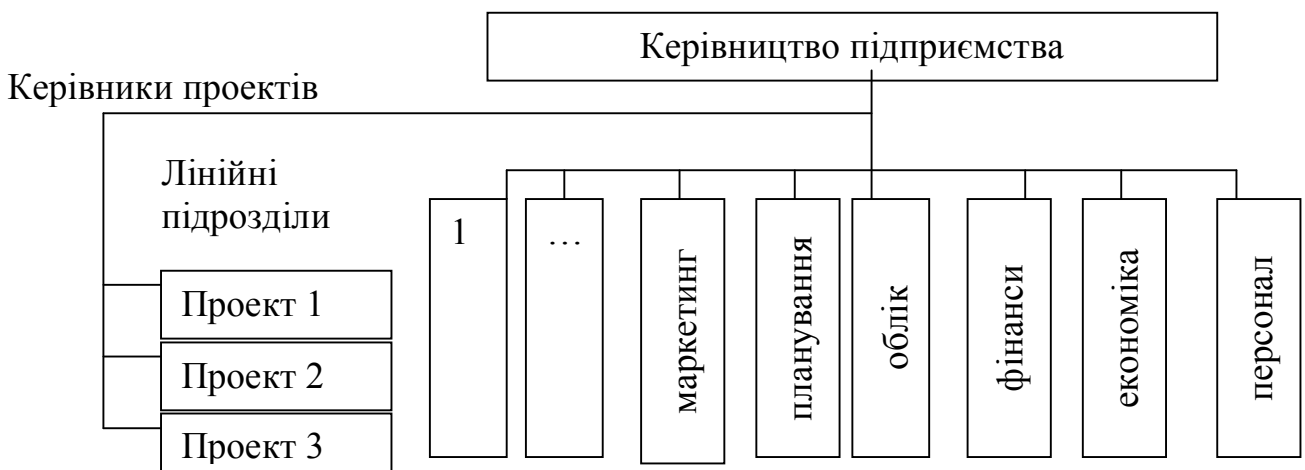 Керівництво підприємства
Керівники проектів
Лінійні
підрозділи
1
…
маркетинг
планування
облік
фінанси
економіка
персонал
Проект 1
Проект 2
Проект 3